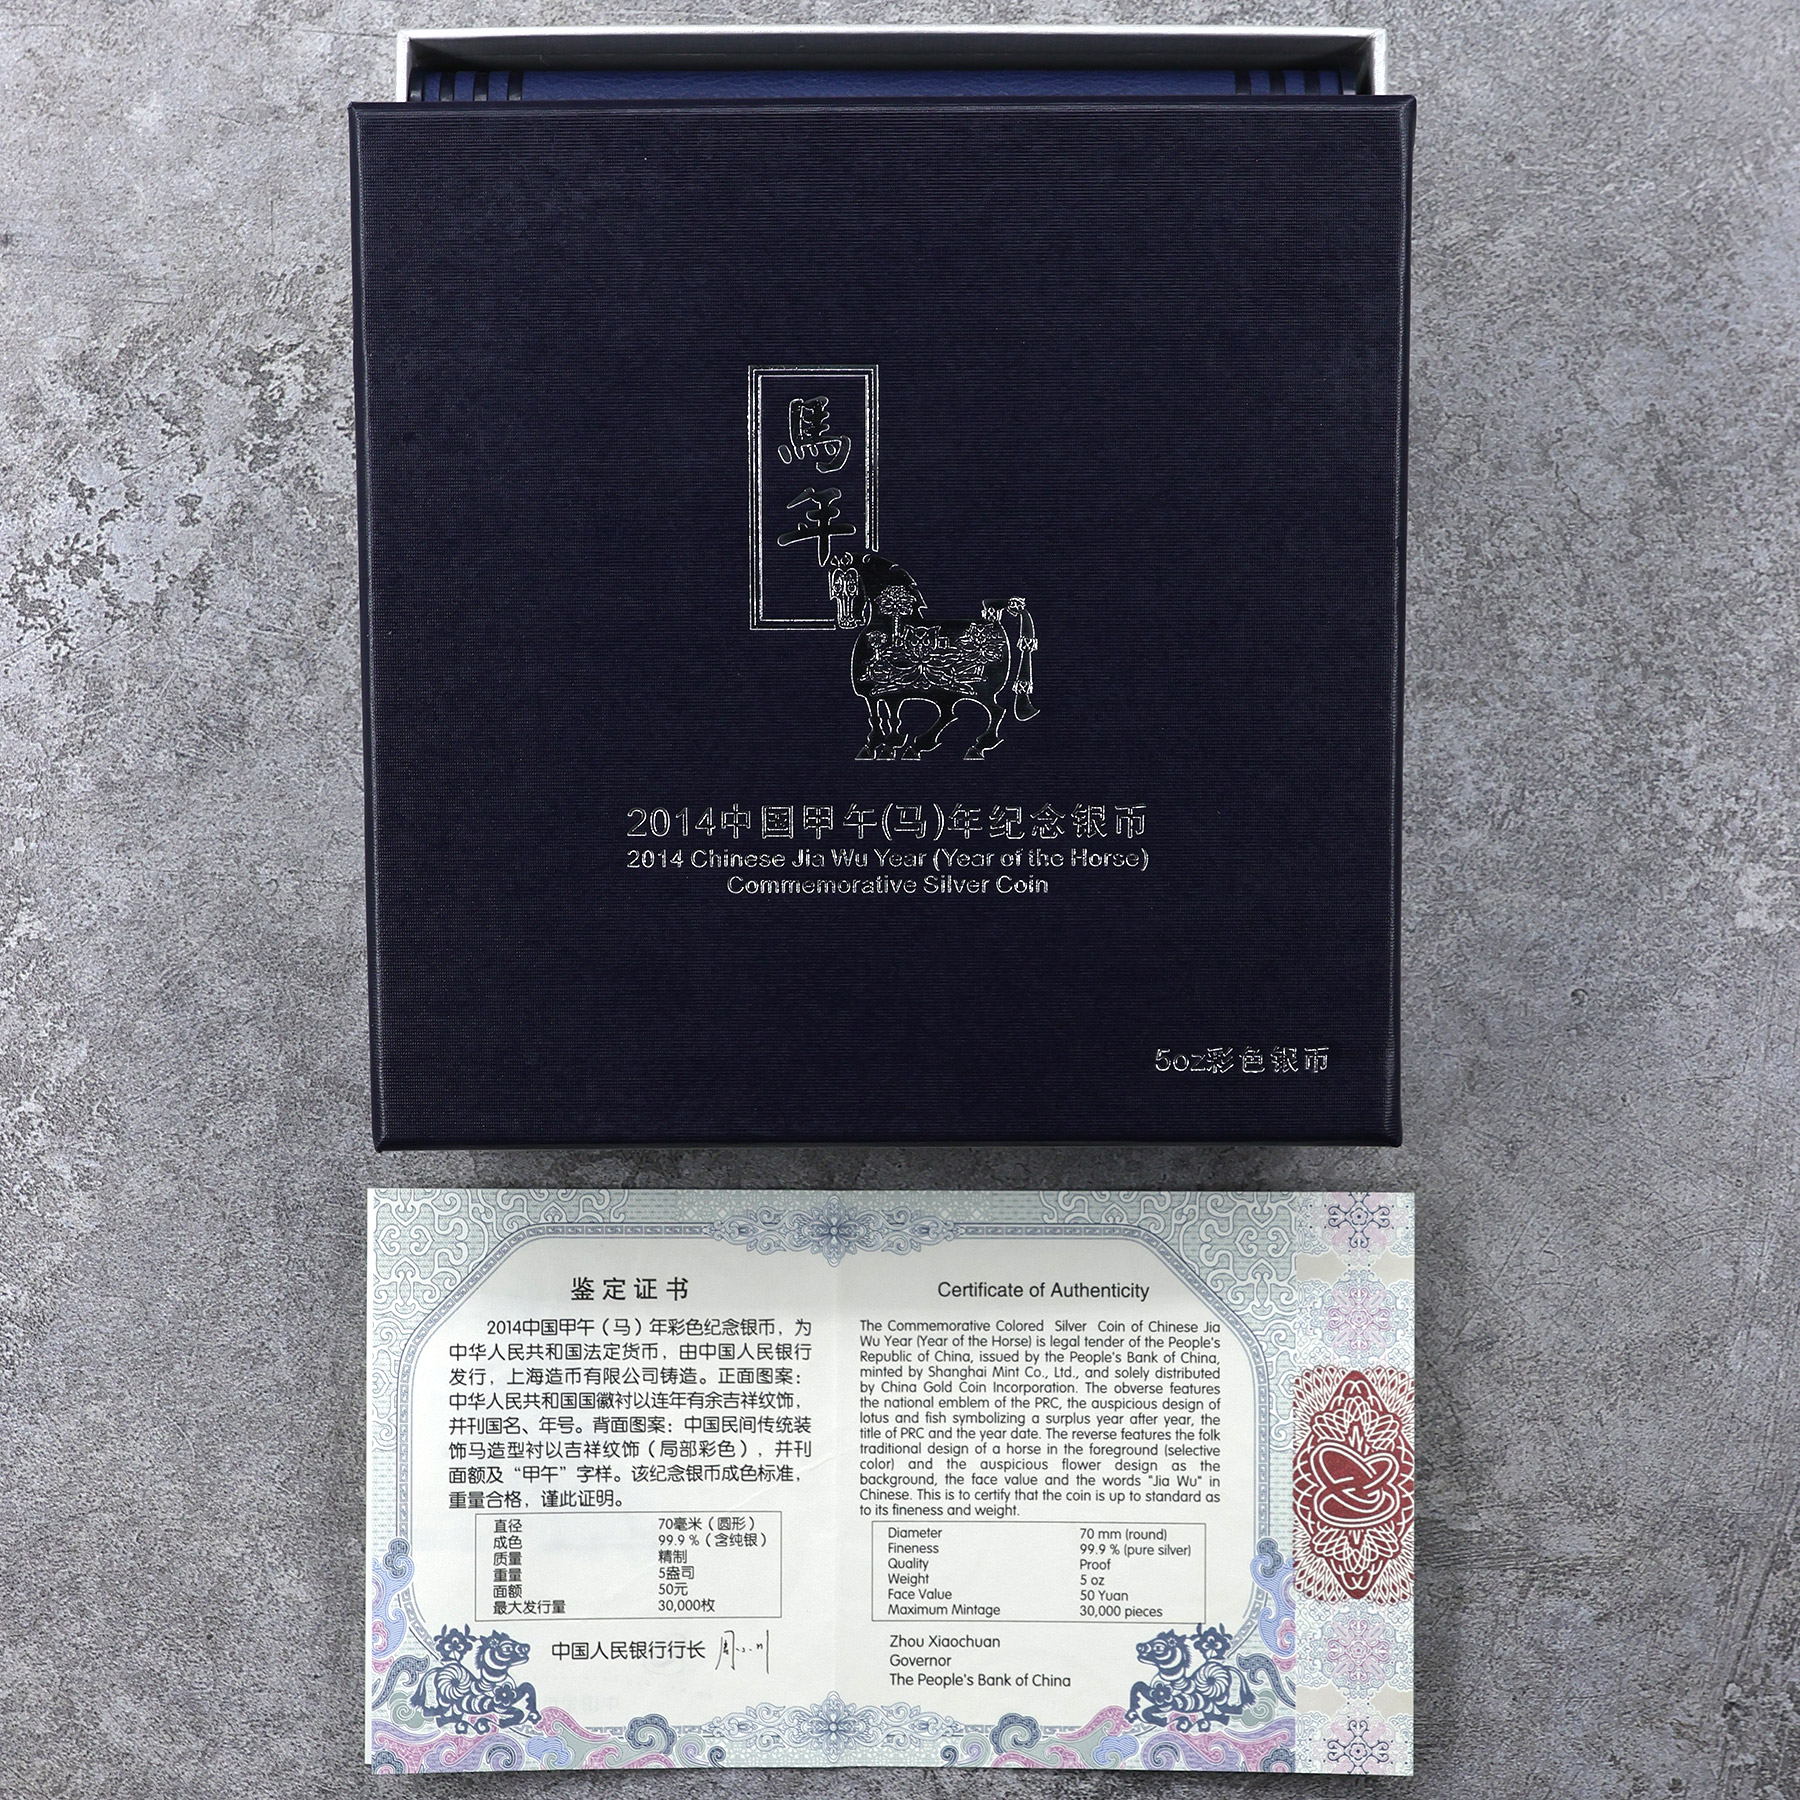 馬
年
2014中国甲午(马)年纪念银币
2014 Chinese Jia Wu Year (Year of the Horse)
Commemorative Silver Coin
5oz彩色银币
鉴定证书
2014中国甲午（马）年彩色纪念银币，为
中华人民共和国法定货币，由中国人民银行
发行，上海造币有限公司铸造。正面图案：
中华人民共和国国徽衬以连年有余吉祥纹饰，
并刊国名、年号。背面图案：中国民间传统装
饰马造型衬以吉祥纹饰（局部彩色），并刊
面额及“甲午”字样。该纪念银币成色标准，
重量合格，谨此证明。
直径 70毫米（圆形）
成色 99.9％（含纯银）
质量 精制
重量 5盎司
面额 50元
最大发行量 30,000枚
中国人民银行行长 周小川
Certificate of Authenticity
The Commemorative Colored Silver Coin of Chinese Jia
Wu Year (Year of the Horse) is legal tender of the People's
Republic of China, issued by the People's Bank of China,
minted by Shanghai Mint Co., Ltd., and solely distributed
by China Gold Coin Incorporation. The obverse features
the national emblem of the PRC, the auspicious design of
lotus and fish symbolizing a surplus year after year, the
title of PRC and the year date. The reverse features the folk
traditional design of a horse in the foreground (selective
color) and the auspicious flower design as the
background, the face value and the words "Jia Wu" in
Chinese. This is to certify that the coin is up to standard as
to its fineness and weight.
Diameter 70 mm (round)
Fineness 99.9 % (pure silver)
Quality Proof
Weight 5 oz
Face Value 50 Yuan
Maximum Mintage 30,000 pieces
Zhou Xiaochuan
Governor
The People's Bank of China